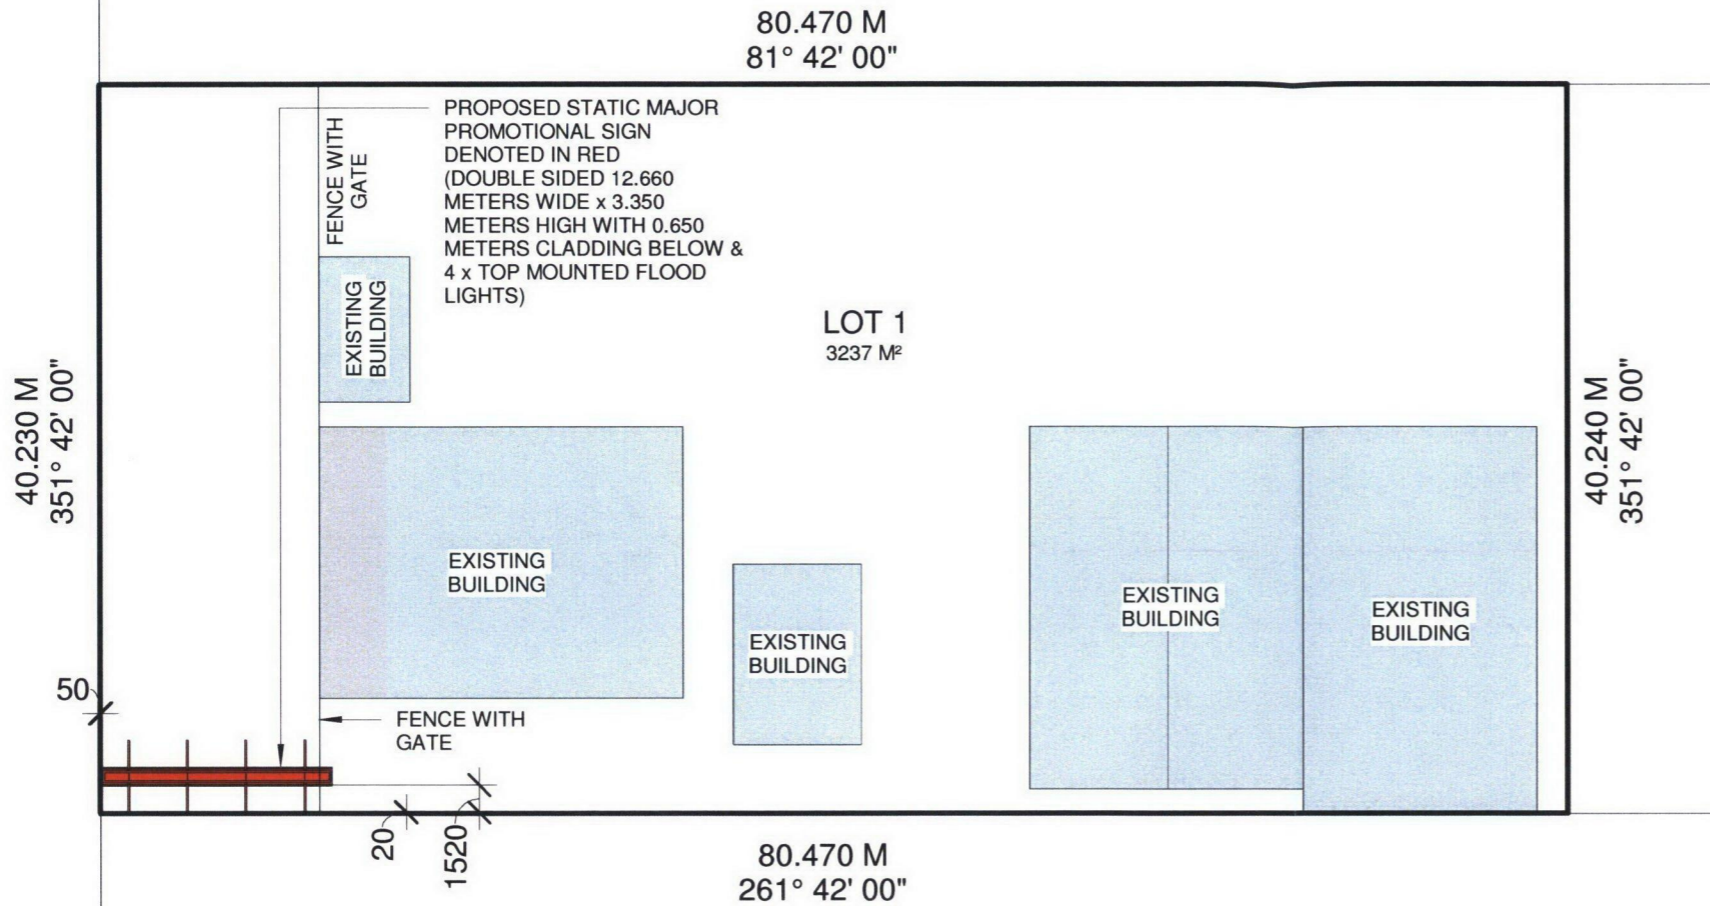 80.470 M
81° 42' 00"
PROPOSED STATIC MAJOR
PROMOTIONAL SIGN
DENOTED IN RED
(DOUBLE SIDED 12.660
METERS WIDE x 3.350
METERS HIGH WITH 0.650
METERS CLADDING BELOW &
4 x TOP MOUNTED FLOOD
LIGHTS)
FENCE WITH
GATE
EXISTING
BUILDING
LOT 1
3237 M²
40.230 M
351° 42' 00"
40.240 M
351° 42' 00"
EXISTING
BUILDING
EXISTING
BUILDING
EXISTING
BUILDING
EXISTING
BUILDING
50
FENCE WITH
GATE
20
1520
80.470 M
261° 42' 00"